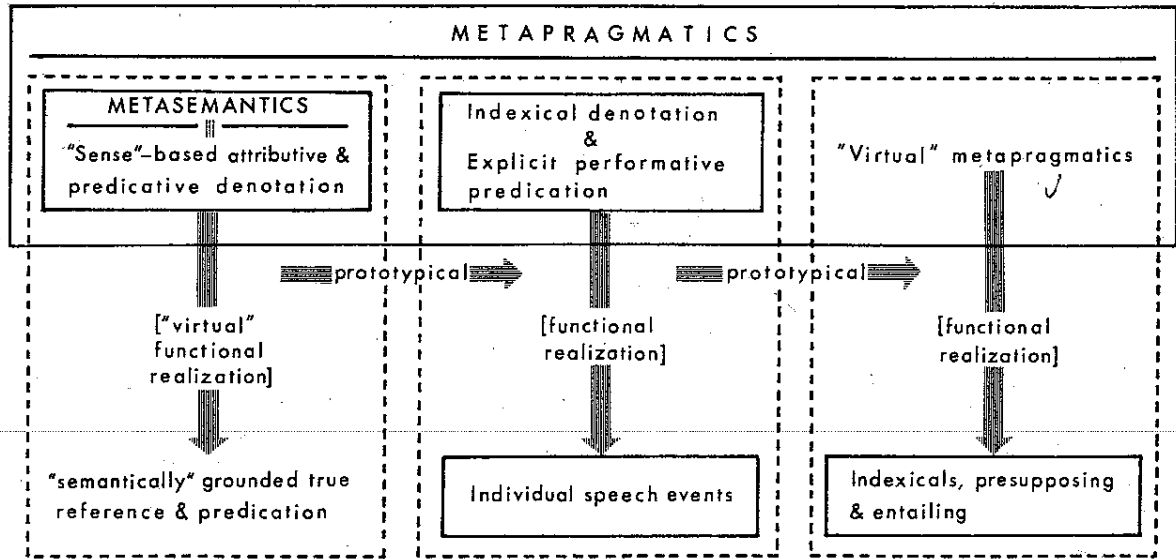 METAPRAGMATICS
METASEMANTICS
"Sense"-based attributive &
predicative denotation
Indexical denotation
&
Explicit performative
predication
"Virtual" metapragmatics
prototypical
prototypical
["virtual"
functional
realization]
[functional
realization]
[functional
realization]
"semantically" grounded true
reference & predication
Individual speech events
Indexicals, presupposing
& entailing